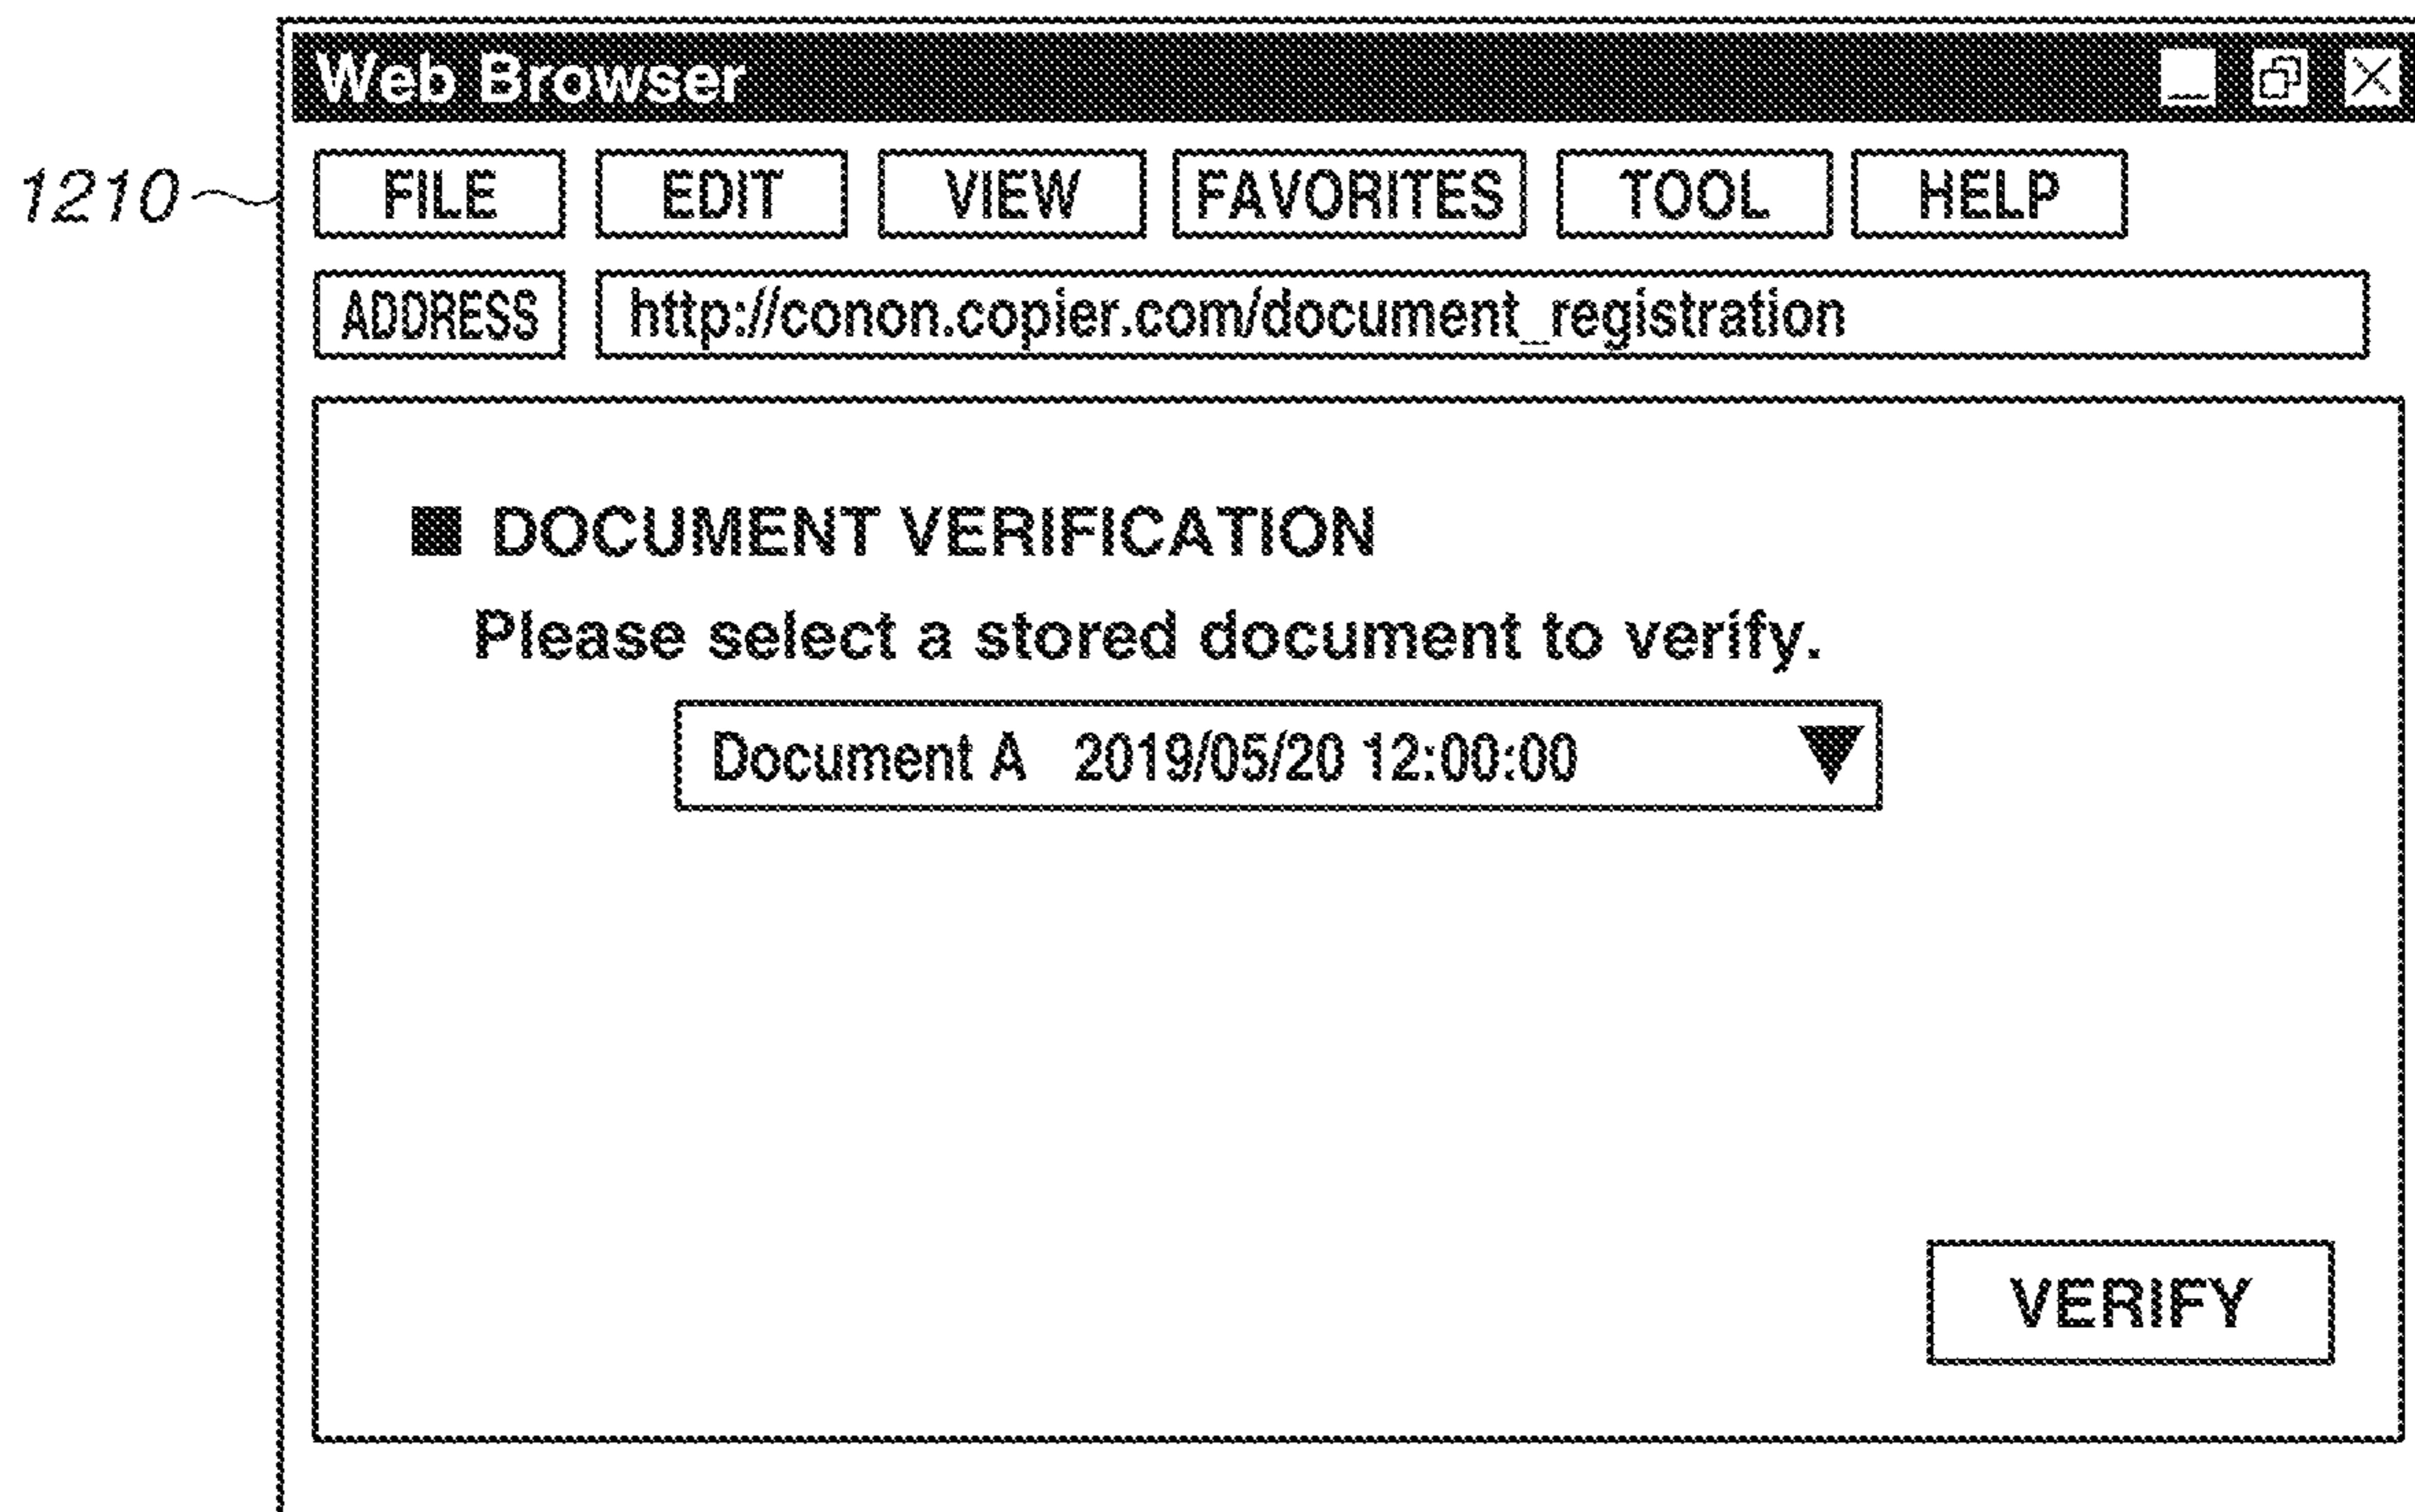 Web Browser
1210
FILE EDIT VIEW FAVORITES TOOL HELP
ADDRESS http://conon.copier.com/document_registration
■ DOCUMENT VERIFICATION
Please select a stored document to verify.
Document A 2019/05/20 12:00:00 ▼
VERIFY